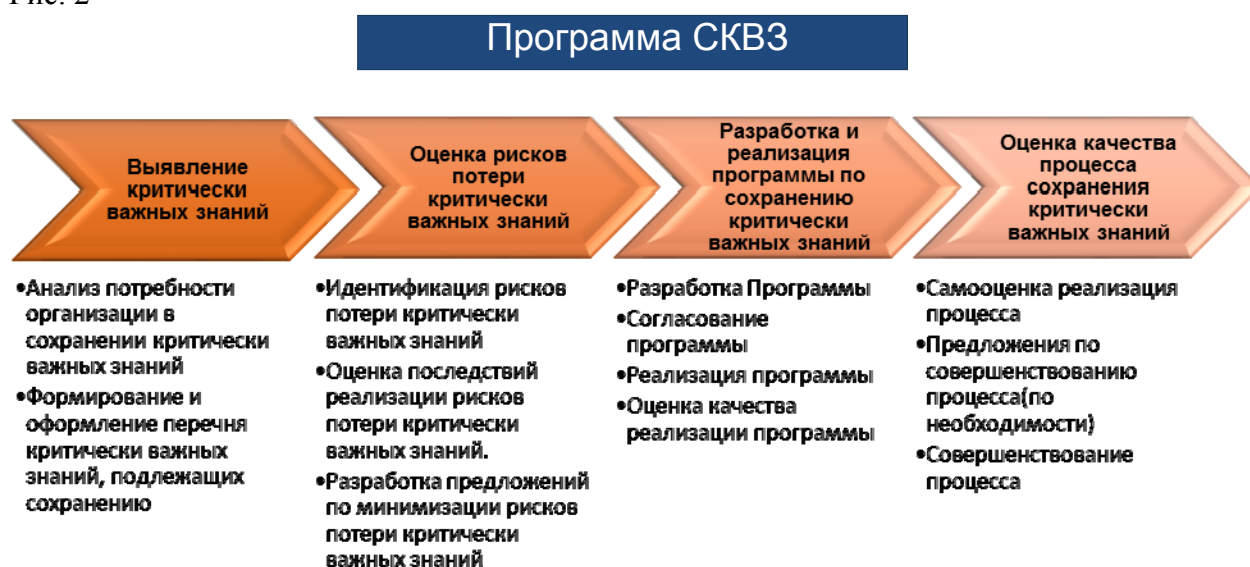 Рис. 2
Программа СКВЗ
Выявление
критически
важных знаний
Оценка рисков
потери
критически
важных знаний
Разработка и
реализация
программы по
сохранению
критически
важных знаний
Оценка качества
процесса
сохранения
критически
важных знаний
•Анализ потребности
организации в
сохранении критически
важных знаний
•Формирование и
оформление перечня
критически важных
знаний, подлежащих
сохранению
•Идентификация рисков
потери критически
важных знаний
•Оценка последствий
реализации рисков
потери критически
важных знаний.
•Разработка предложений
по минимизации рисков
потери критически
важных знаний
•Разработка Программы
•Согласование
программы
•Реализация программы
•Оценка качества
реализации программы
•Самооценка реализация
процесса
•Предложения по
совершенствованию
процесса(по
необходимости)
•Совершенствование
процесса